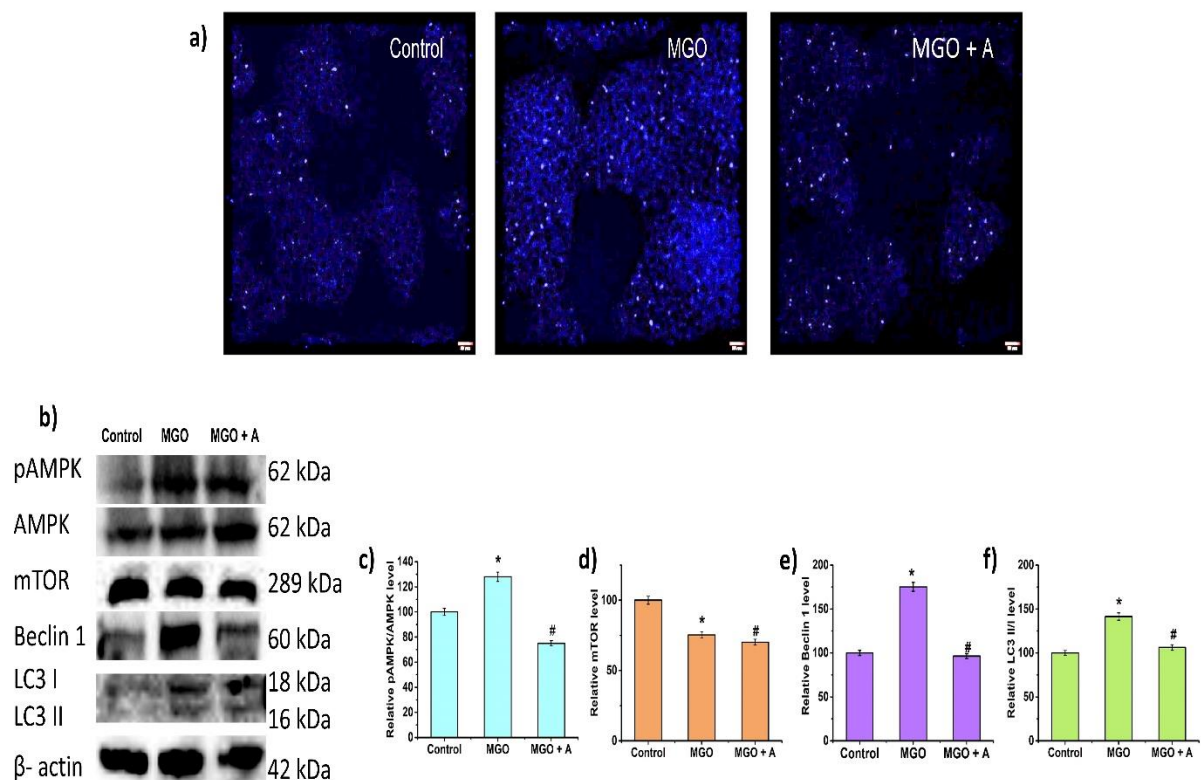 a)
Control
MGO
MGO + A
b)
Control MGO MGO + A
pAMPK 62 kDa
AMPK 62 kDa
mTOR 289 kDa
Beclin 1 60 kDa
LC3 I 18 kDa
LC3 II 16 kDa
β- actin 42 kDa
c)
Relative pAMPK/AMPK level
140
120
100
80
60
40
20
0
*
#
Control MGO MGO + A
d)
Relative mTOR level
100
75
50
25
0
*
#
Control MGO MGO + A
e)
Relative Beclin 1 level
200
150
100
50
0
*
#
Control MGO MGO + A
f)
Relative LC3 II/I level
200
150
100
50
0
*
#
Control MGO MGO + A